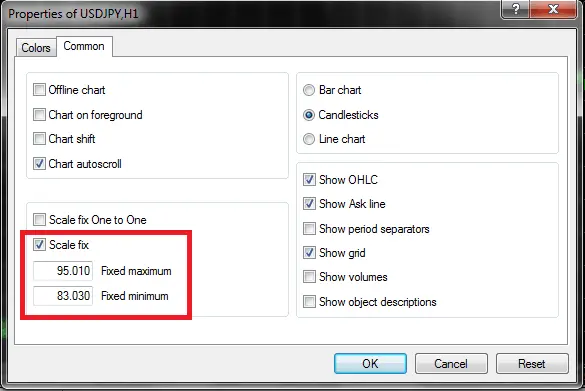 Properties of USDJPY,H1
Colors
Common
Offline chart
Chart on foreground
Chart shift
Chart autoscroll
Scale fix One to One
Scale fix
95.010 Fixed maximum
83.030 Fixed minimum
Bar chart
Candlesticks
Line chart
Show OHLC
Show Ask line
Show period separators
Show grid
Show volumes
Show object descriptions
OK
Cancel
Reset